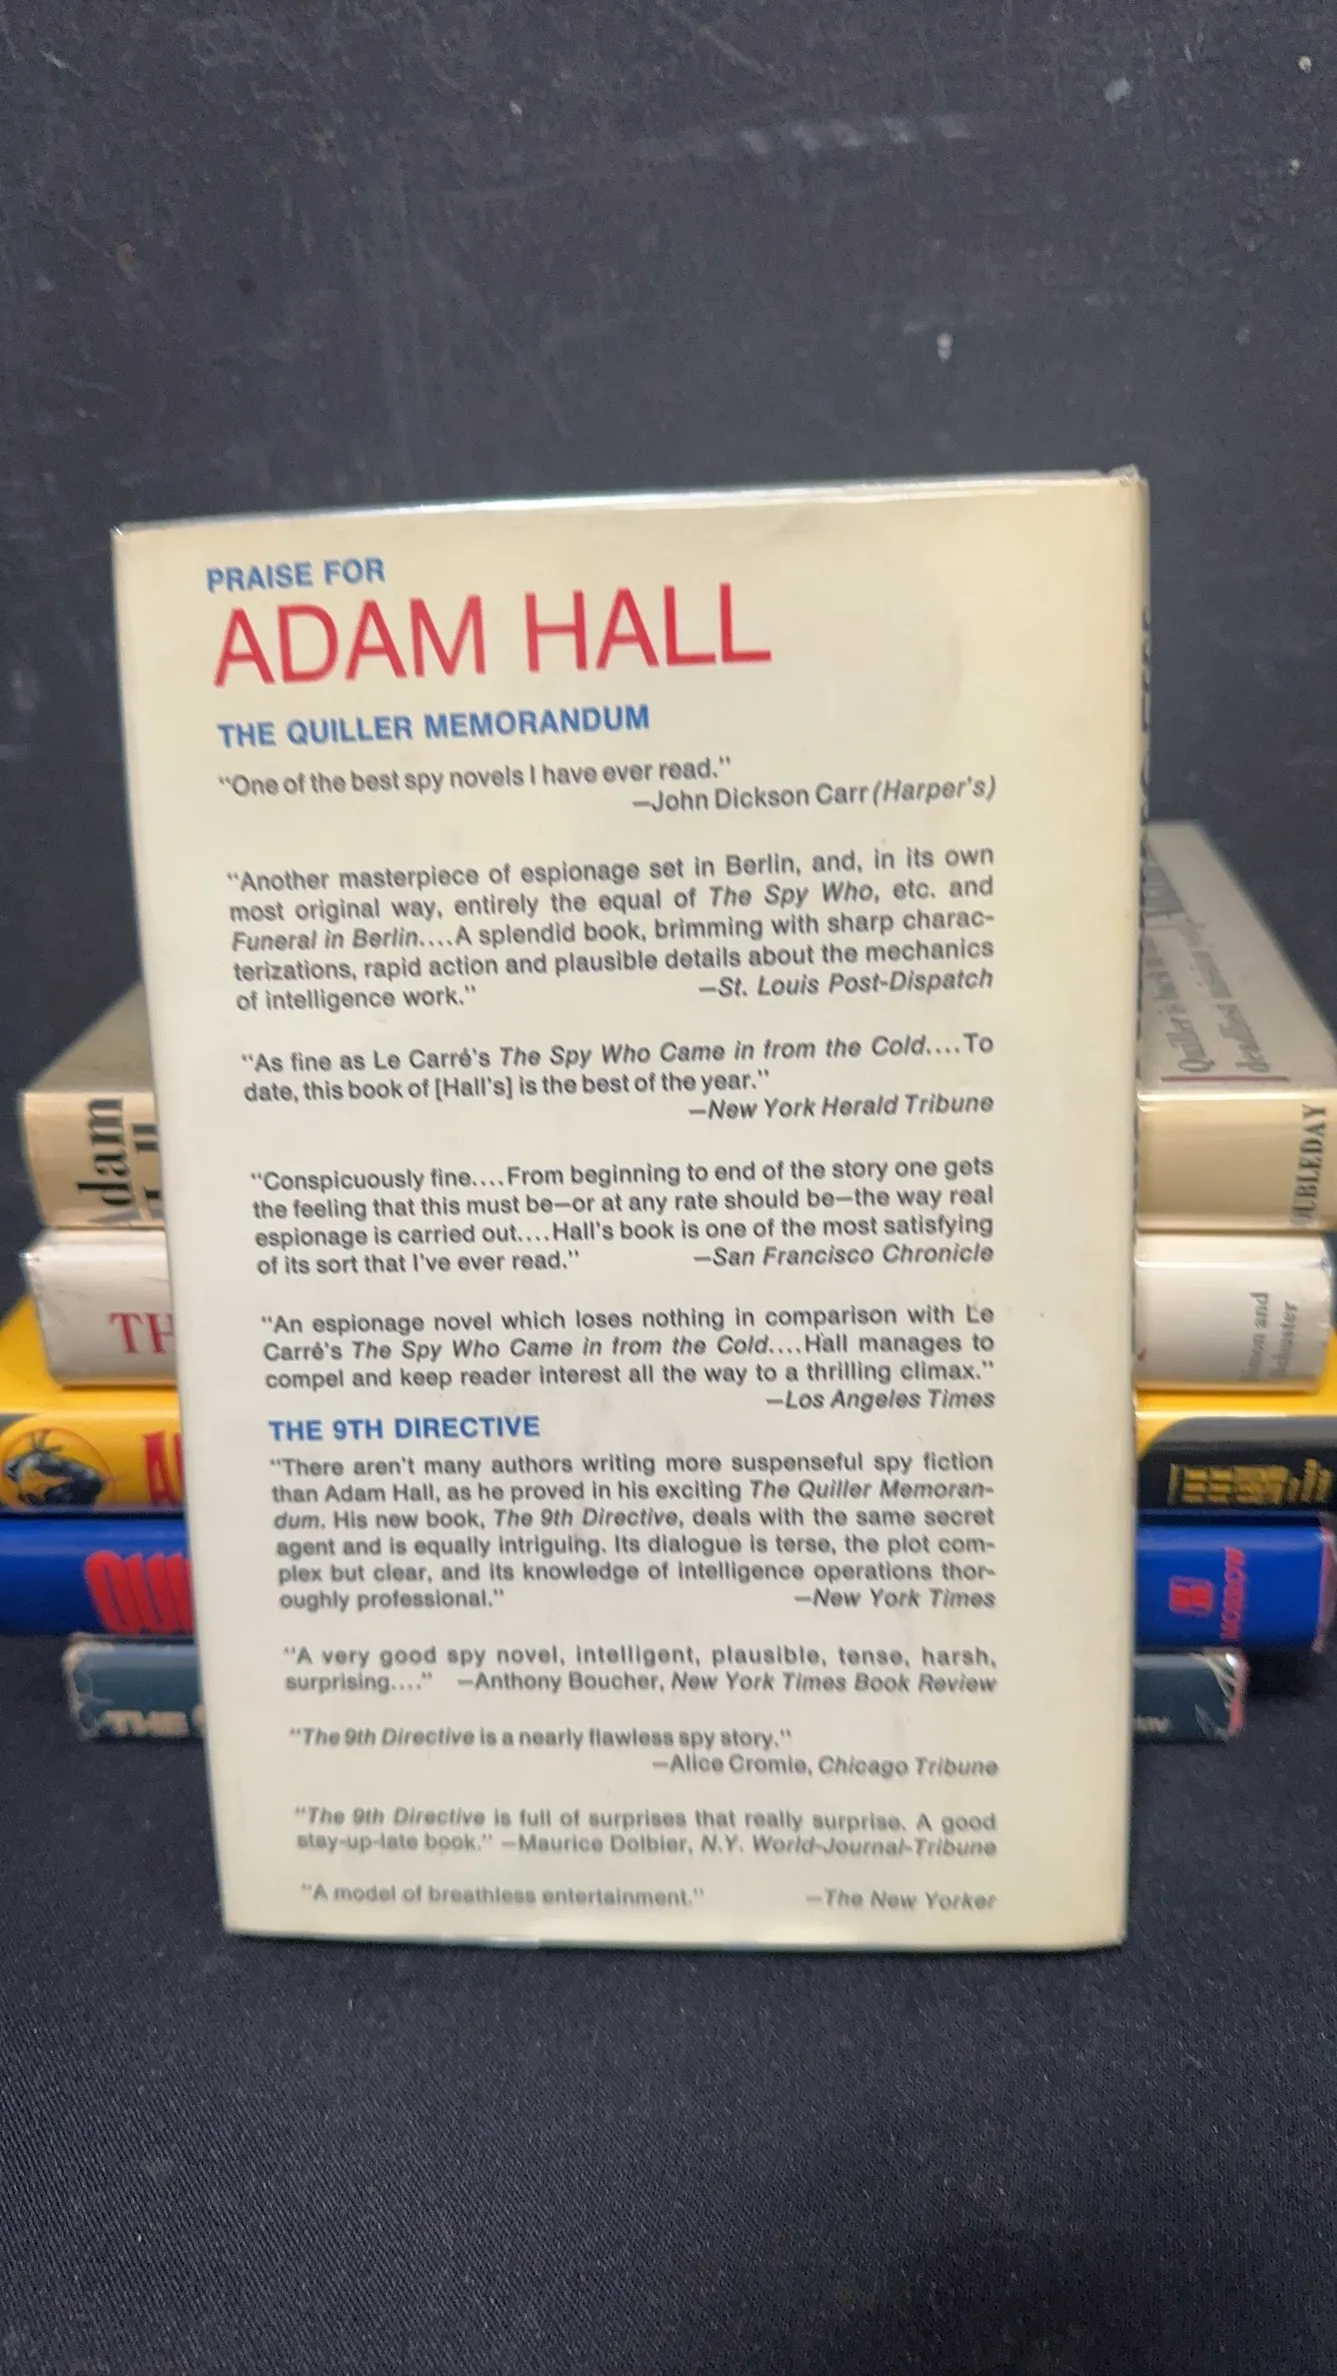 PRAISE FOR
ADAM HALL
THE QUILLER MEMORANDUM
“One of the best spy novels I have ever read.”
—John Dickson Carr (Harper's)
“Another masterpiece of espionage set in Berlin, and, in its own
most original way, entirely the equal of The Spy Who, etc. and
Funeral in Berlin....A splendid book, brimming with sharp charac-
terizations, rapid action and plausible details about the mechanics
of intelligence work.” —St. Louis Post-Dispatch
“As fine as Le Carré's The Spy Who Came in from the Cold....To
date, this book of [Hall's] is the best of the year.”
—New York Herald Tribune
“Conspicuously fine....From beginning to end of the story one gets
the feeling that this must be—or at any rate should be—the way real
espionage is carried out....Hall's book is one of the most satisfying
of its sort that I've ever read.” —San Francisco Chronicle
“An espionage novel which loses nothing in comparison with Le
Carré's The Spy Who Came in from the Cold....Hall manages to
compel and keep reader interest all the way to a thrilling climax.”
—Los Angeles Times
THE 9TH DIRECTIVE
“There aren't many authors writing more suspenseful spy fiction
than Adam Hall, as he proved in his exciting The Quiller Memoran-
dum. His new book, The 9th Directive, deals with the same secret
agent and is equally intriguing. Its dialogue is terse, the plot com-
plex but clear, and its knowledge of intelligence operations thor-
oughly professional.” —New York Times
“A very good spy novel, intelligent, plausible, tense, harsh,
surprising....” —Anthony Boucher, New York Times Book Review
“The 9th Directive is a nearly flawless spy story.”
—Alice Cromie, Chicago Tribune
“The 9th Directive is full of surprises that really surprise. A good
stay-up-late book.” —Maurice Dolbier, N.Y. World-Journal-Tribune
“A model of breathless entertainment.” —The New Yorker
Adam
TH
THE
Quiller is
deadliest
OUBLEDAY
and
Schuster
MORROW